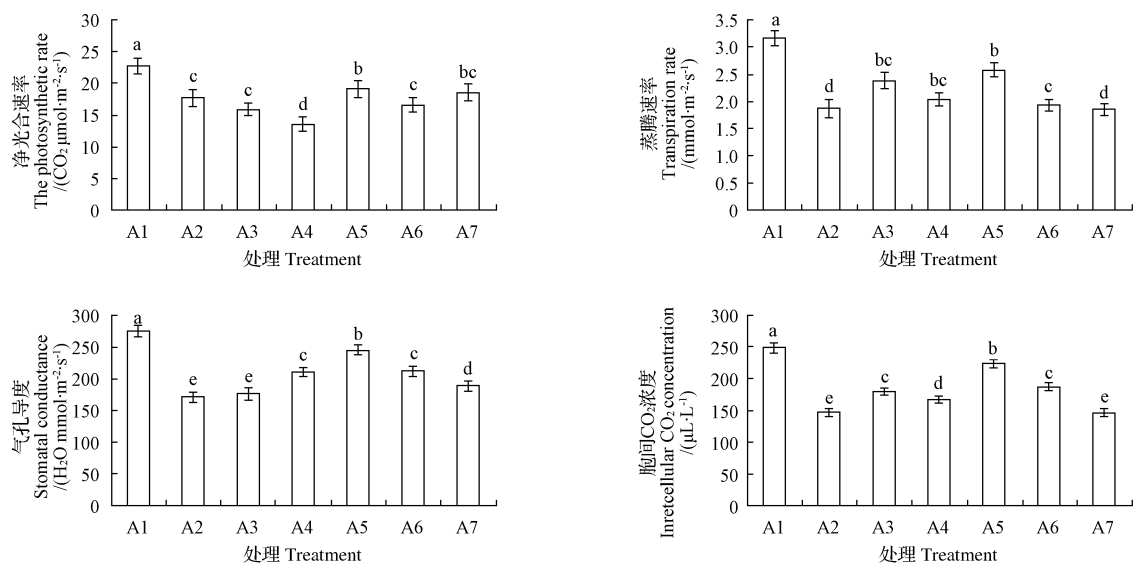 净光合速率
The photosynthetic rate
/(CO₂ μmol·m⁻²·s⁻¹)
30
25
20
15
10
5
0
a
c
c
d
b
c
bc
A1 A2 A3 A4 A5 A6 A7
处理 Treatment
蒸腾速率
Transpiration rate
/(mmol·m⁻²·s⁻¹)
3.5
3.0
2.5
2.0
1.5
1.0
0.5
0
a
d
bc
bc
b
c
d
A1 A2 A3 A4 A5 A6 A7
处理 Treatment
气孔导度
Stomatal conductance
/(H₂O mmol·m⁻²·s⁻¹)
300
250
200
150
100
50
0
a
e
e
c
b
c
d
A1 A2 A3 A4 A5 A6 A7
处理 Treatment
胞间CO₂浓度
Inretcellular CO₂ concentration
/(μL·L⁻¹)
300
250
200
150
100
50
0
a
e
c
d
b
c
e
A1 A2 A3 A4 A5 A6 A7
处理 Treatment